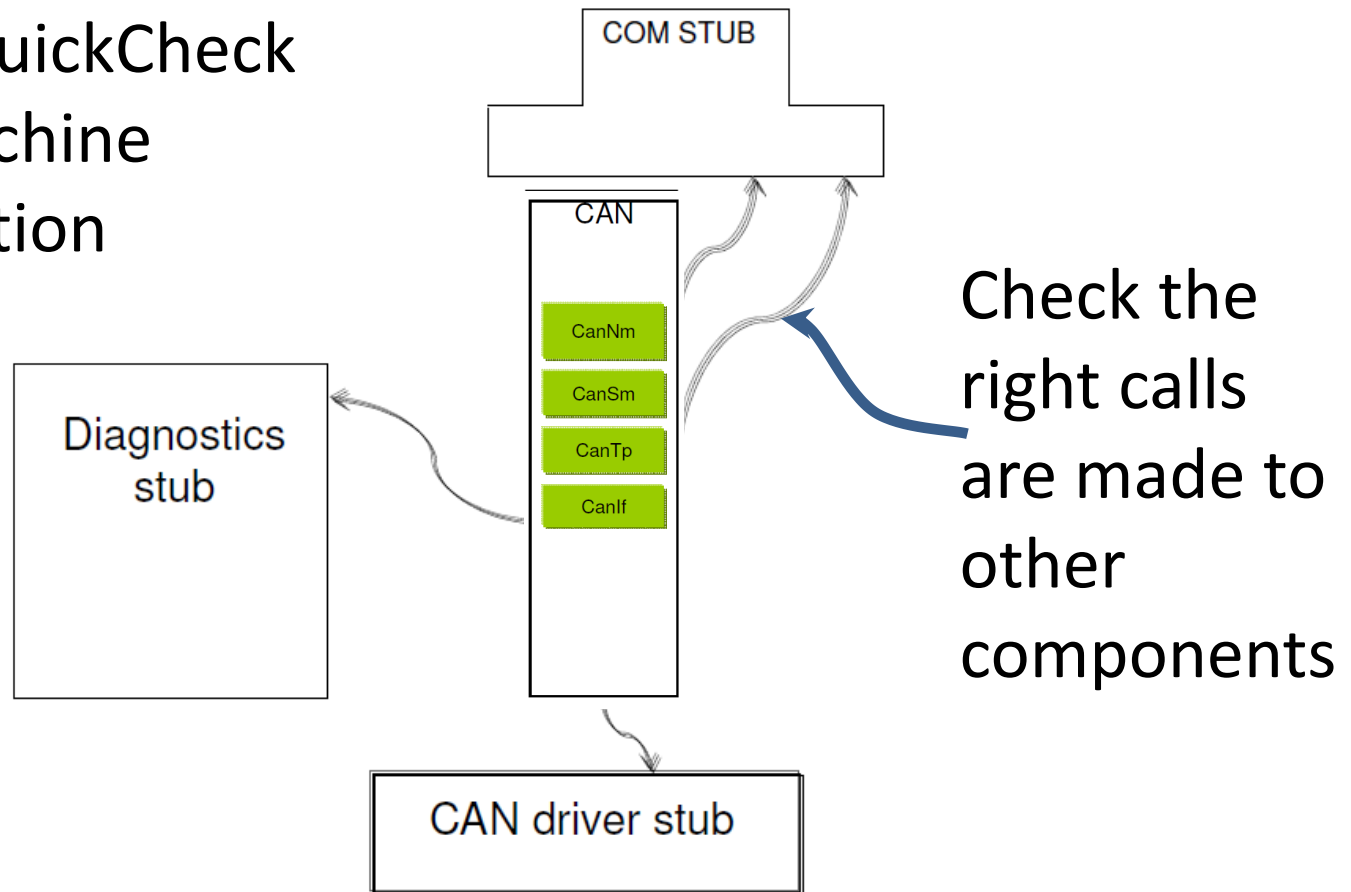 uickCheck
chine
tion
COM STUB
CAN
CanNm
CanSm
CanTp
CanIf
Diagnostics
stub
CAN driver stub
Check the
right calls
are made to
other
components